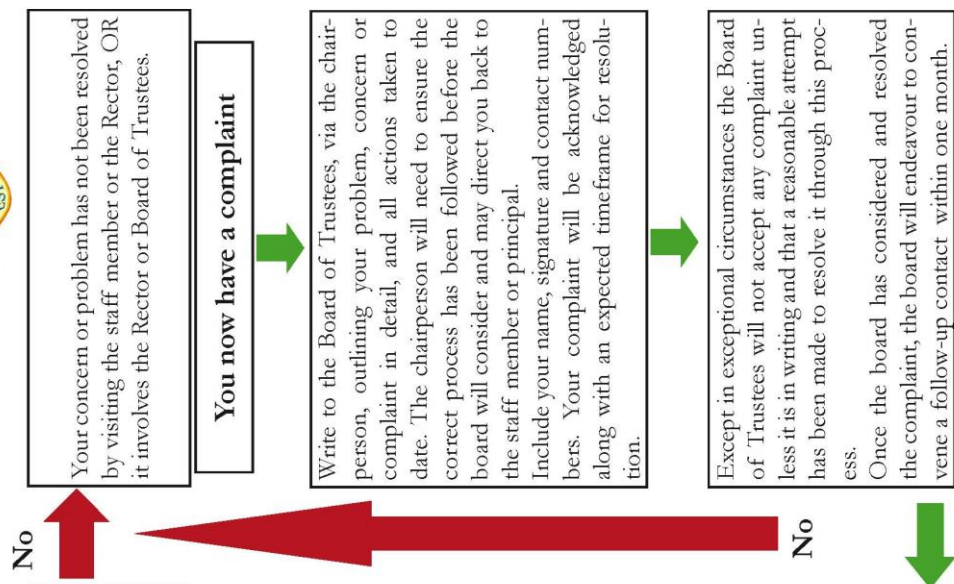 No
Your concern or problem has not been resolved
by visiting the staff member or the Rector, OR
it involves the Rector or Board of Trustees.
You now have a complaint
Write to the Board of Trustees, via the chair-
person, outlining your problem, concern or
complaint in detail, and all actions taken to
date. The chairperson will need to ensure the
correct process has been followed before the
board will consider and may direct you back to
the staff member or principal.
Include your name, signature and contact num-
bers. Your complaint will be acknowledged
along with an expected timeframe for resolu-
tion.
No
Except in exceptional circumstances the Board
of Trustees will not accept any complaint un-
less it is in writing and that a reasonable attempt
has been made to resolve it through this proc-
ess.
Once the board has considered and resolved
the complaint, the board will endeavour to con-
vene a follow-up contact within one month.